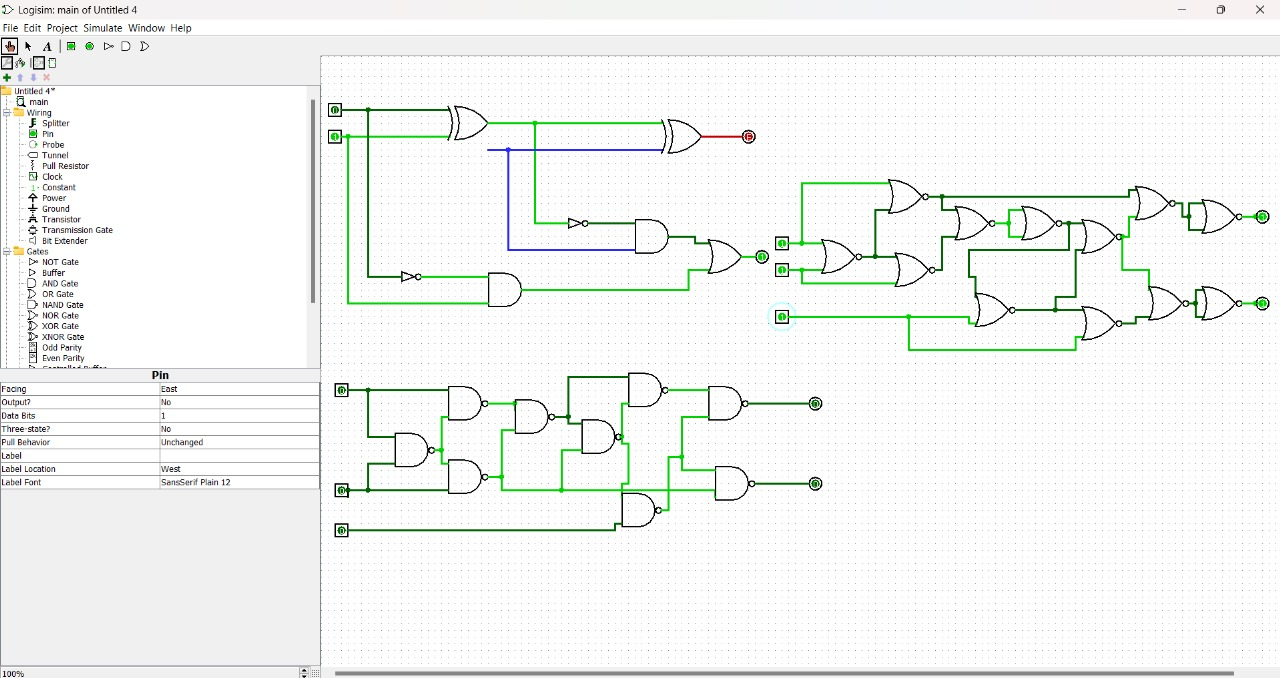 Logisim: main of Untitled 4
File Edit Project Simulate Window Help
A
Untitled 4*
main
Wiring
Splitter
Pin
Probe
Tunnel
Pull Resistor
Clock
Constant
Power
Ground
Transistor
Transmission Gate
Bit Extender
Gates
NOT Gate
Buffer
AND Gate
OR Gate
NAND Gate
NOR Gate
XOR Gate
XNOR Gate
Odd Parity
Even Parity
Controlled Buffer
Pin
Facing East
Output? No
Data Bits 1
Three-state? No
Pull Behavior Unchanged
Label
Label Location West
Label Font SansSerif Plain 12
100%